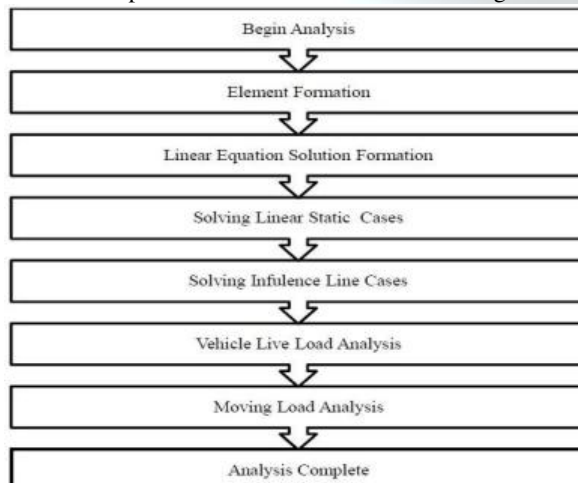 Begin Analysis
Element Formation
Linear Equation Solution Formation
Solving Linear Static Cases
Solving Infulence Line Cases
Vehicle Live Load Analysis
Moving Load Analysis
Analysis Complete